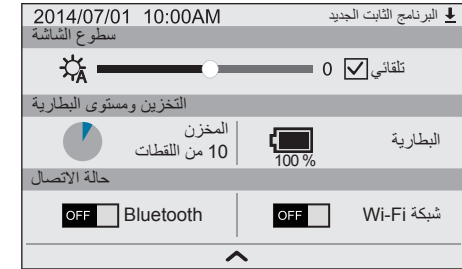 البرنامج الثابت الجديد 2014/07/01 10:00AM
سطوع الشاشة
تلقائي 0
التخزين ومستوى البطارية
البطارية 100 %
المخزن
10 من اللقطات
حالة الاتصال
شبكة Wi-Fi OFF
Bluetooth OFF